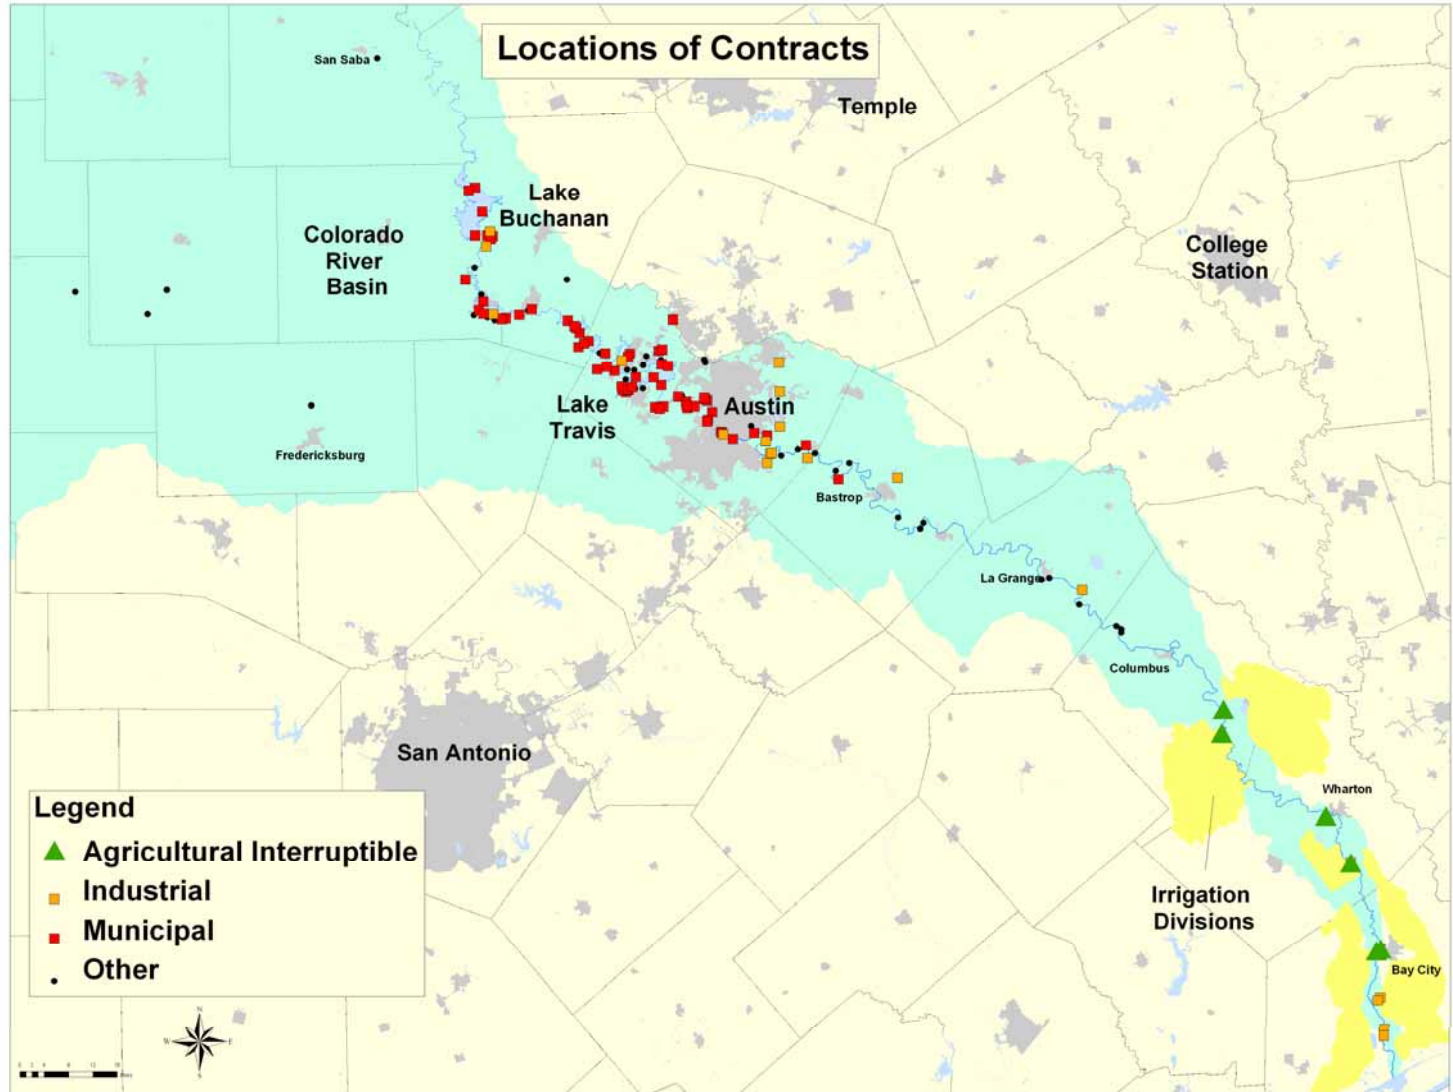 Locations of Contracts
San Saba
Temple
Lake
Buchanan
Colorado
River
Basin
College
Station
Lake
Travis
Austin
Fredericksburg
Bastrop
La Grange
Columbus
San Antonio
Wharton
Irrigation
Divisions
Bay City
Legend
Agricultural Interruptible
Industrial
Municipal
Other
N
W
E
S